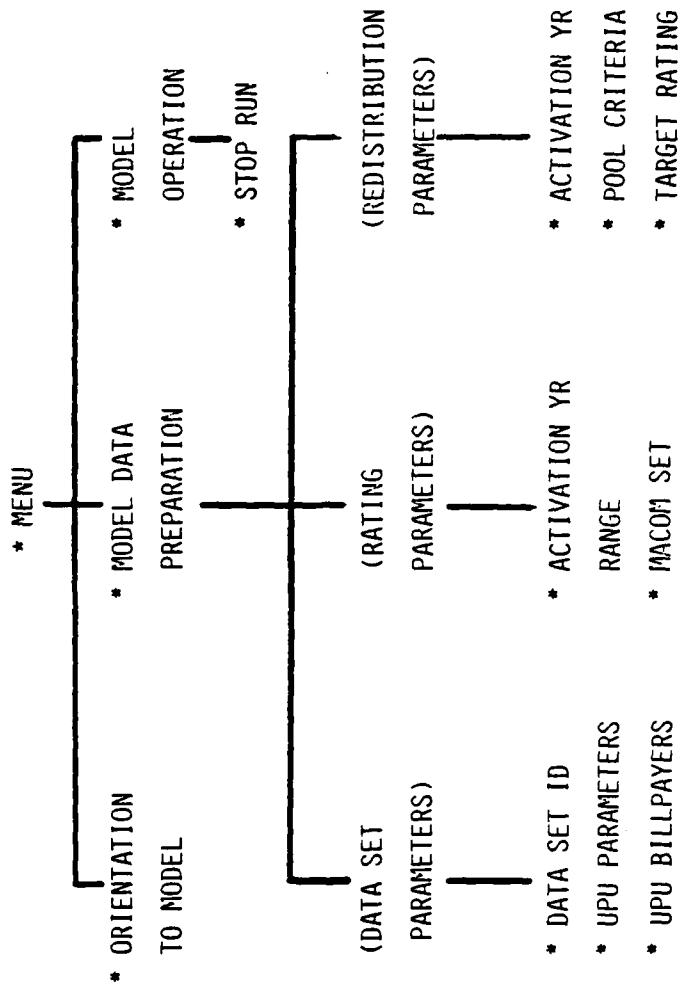 * MENU
* ORIENTATION
TO MODEL
* MODEL DATA
PREPARATION
* MODEL
OPERATION
* STOP RUN
(DATA SET
PARAMETERS)
* DATA SET ID
* UPU PARAMETERS
* UPU BILLPAYERS
(RATING
PARAMETERS)
* ACTIVATION YR
RANGE
* MACOM SET
(REDISTRIBUTION
PARAMETERS)
* ACTIVATION YR
* POOL CRITERIA
* TARGET RATING